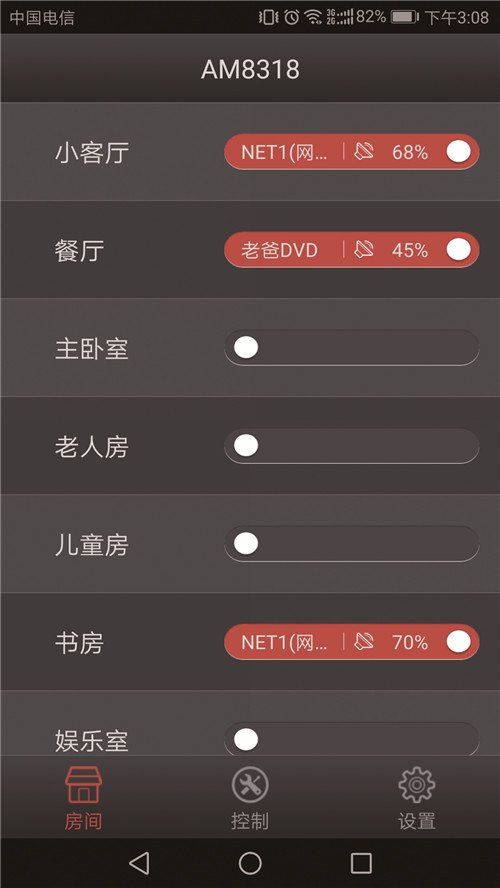 中国电信 3G 2G 82% 下午3:08
AM8318
小客厅 NET1(网... 68%
餐厅 老爸DVD 45%
主卧室
老人房
儿童房
书房 NET1(网... 70%
娱乐室
房间 控制 设置